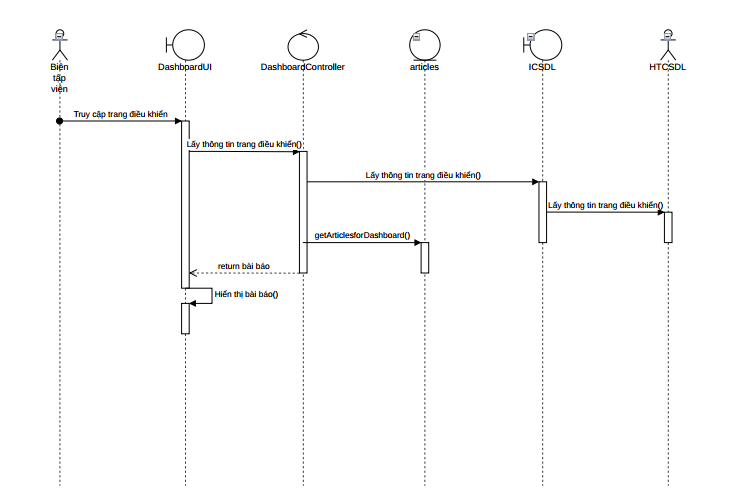 Biên
tập
viên
DashboardUI
DashboardController
articles
ICSDL
HTCSDL
Truy cập trang điều khiển
Lấy thông tin trang điều khiển()
Lấy thông tin trang điều khiển()
Lấy thông tin trang điều khiển()
getArticlesforDashboard()
return bài báo
Hiển thị bài báo()